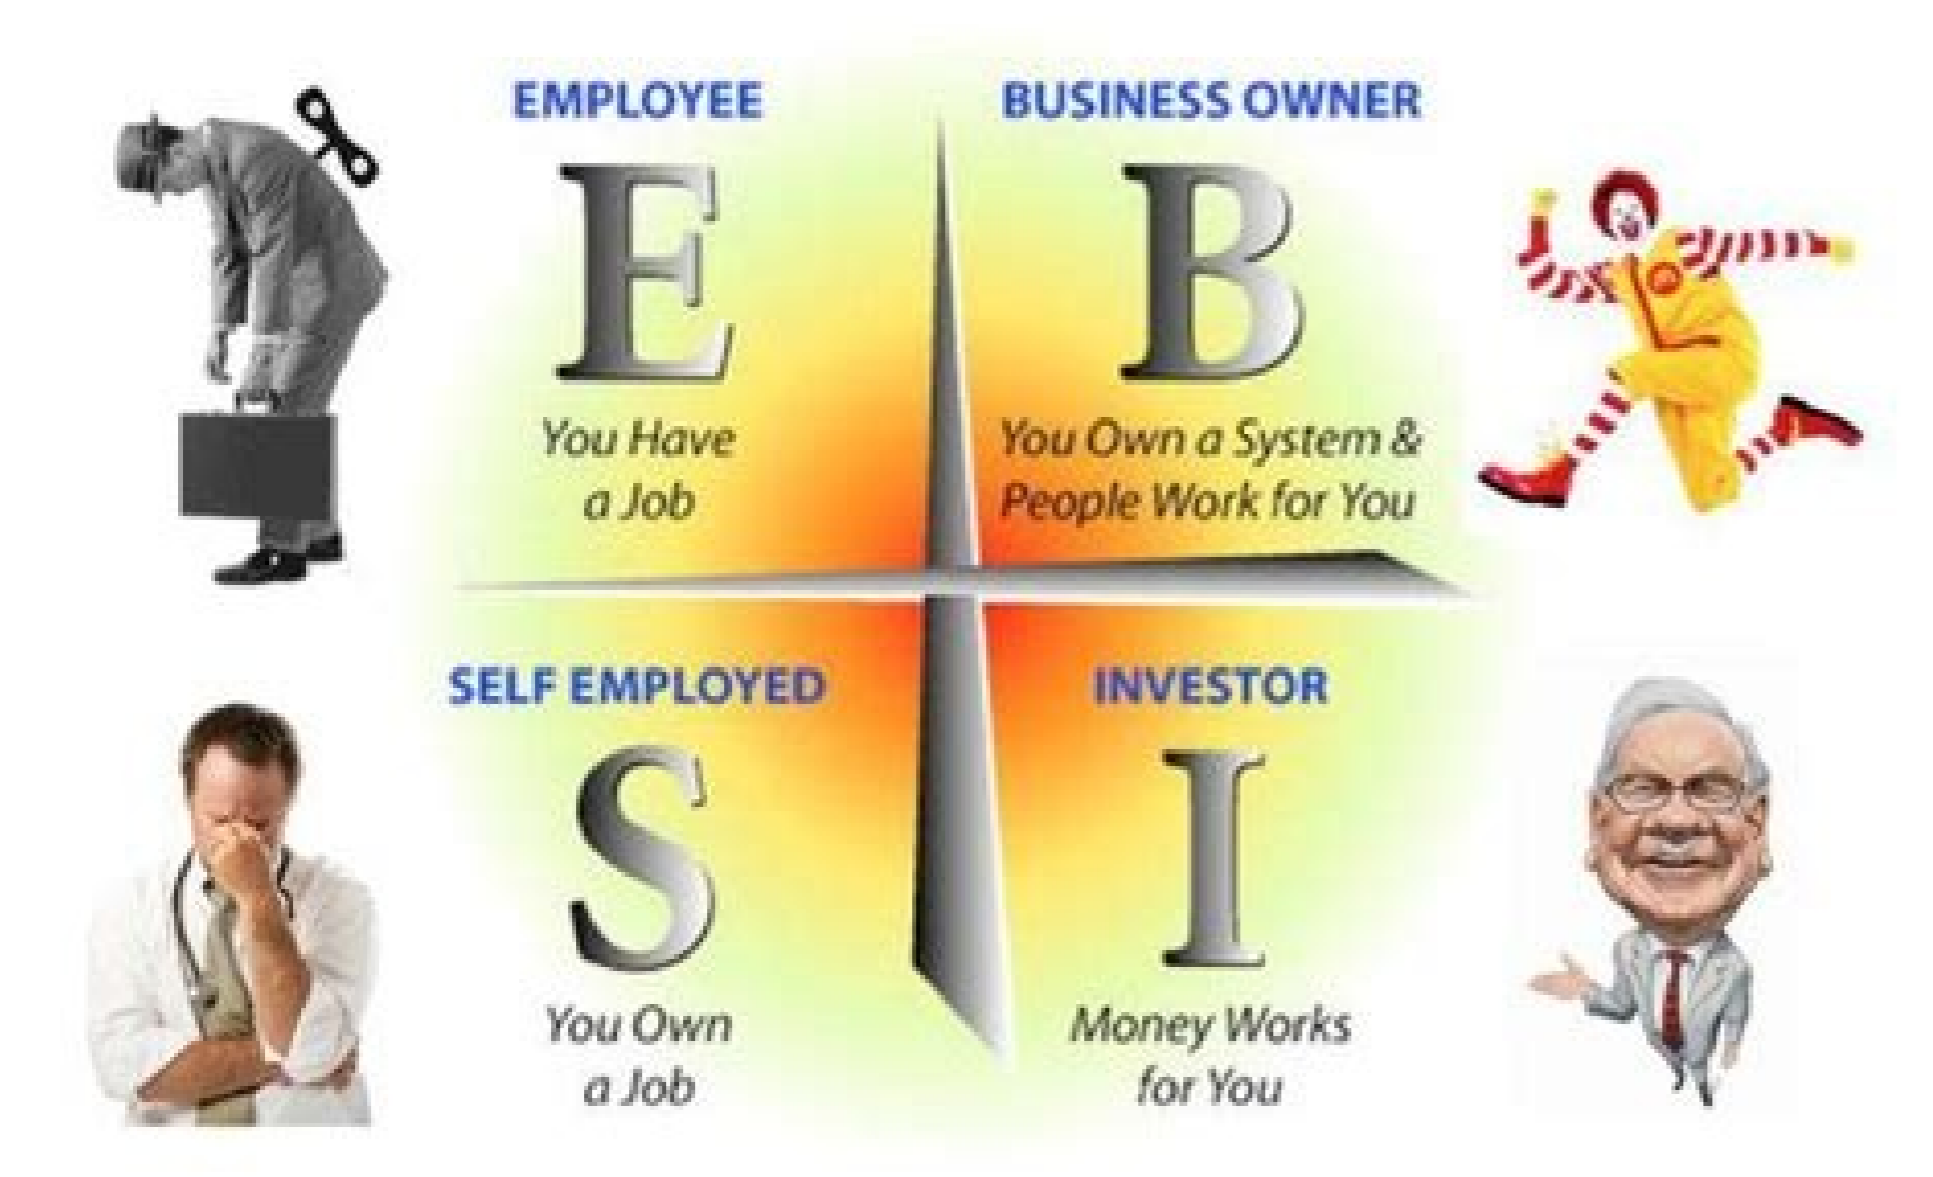 EMPLOYEE
E
You Have
a Job
BUSINESS OWNER
B
You Own a System &
People Work for You
SELF EMPLOYED
S
You Own
a Job
INVESTOR
I
Money Works
for You